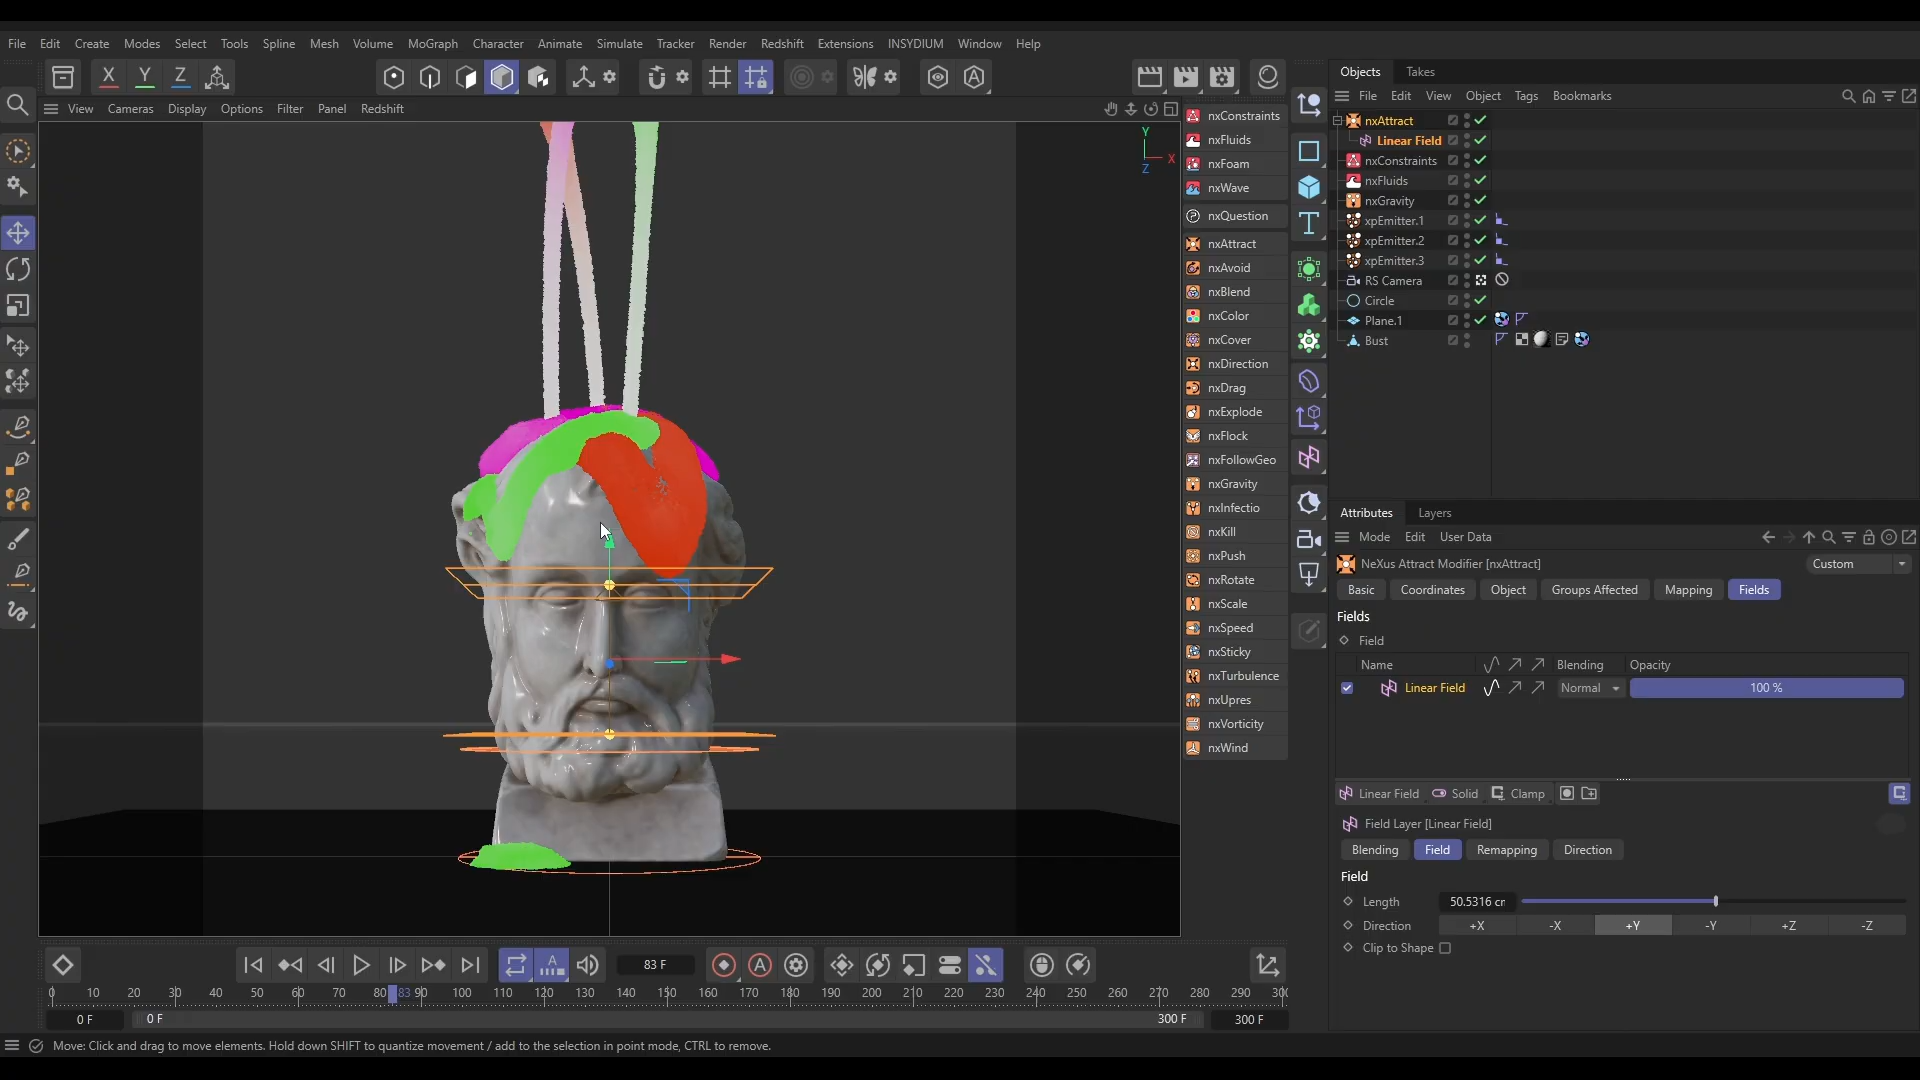 File Edit Create Modes Select Tools Spline Mesh Volume MoGraph Character Animate Simulate Tracker Render Redshift Extensions INSYDIUM Window Help
X Y Z
View Cameras Display Options Filter Panel Redshift
Y
X
Z
nxConstraints
nxFluids
nxFoam
nxWave
nxQuestion
nxAttract
nxAvoid
nxBlend
nxColor
nxCover
nxDirection
nxDrag
nxExplode
nxFlock
nxFollowGeo
nxGravity
nxInfectio
nxKill
nxPush
nxRotate
nxScale
nxSpeed
nxSticky
nxTurbulence
nxUpres
nxVorticity
nxWind
Objects Takes
File Edit View Object Tags Bookmarks
nxAttract
Linear Field
nxConstraints
nxFluids
nxGravity
xpEmitter.1
xpEmitter.2
xpEmitter.3
RS Camera
Circle
Plane.1
Bust
Attributes Layers
Mode Edit User Data
NeXus Attract Modifier [nxAttract] Custom
Basic Coordinates Object Groups Affected Mapping Fields
Fields
Field
Name Blending Opacity
Linear Field Normal 100 %
Linear Field Solid Clamp
Field Layer [Linear Field]
Blending Field Remapping Direction
Field
Length 50.5316 cm
Direction +X -X +Y -Y +Z -Z
Clip to Shape
83 F
0 10 20 30 40 50 60 70 80 83 90 100 110 120 130 140 150 160 170 180 190 200 210 220 230 240 250 260 270 280 290 300
0 F 0 F 300 F 300 F
Move: Click and drag to move elements. Hold down SHIFT to quantize movement / add to the selection in point mode, CTRL to remove.